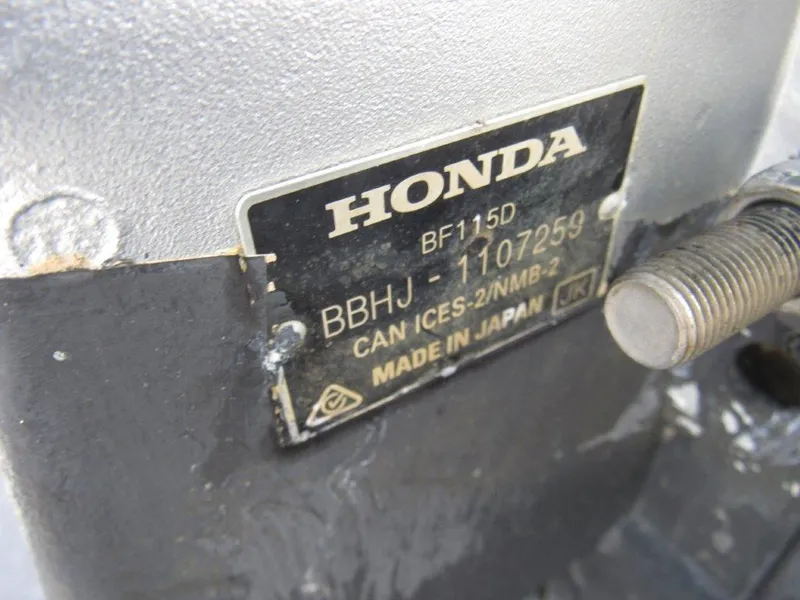 HONDA
BF115D
BBHJ - 1107259
CAN ICES-2/NMB-2
MADE IN JAPAN JK